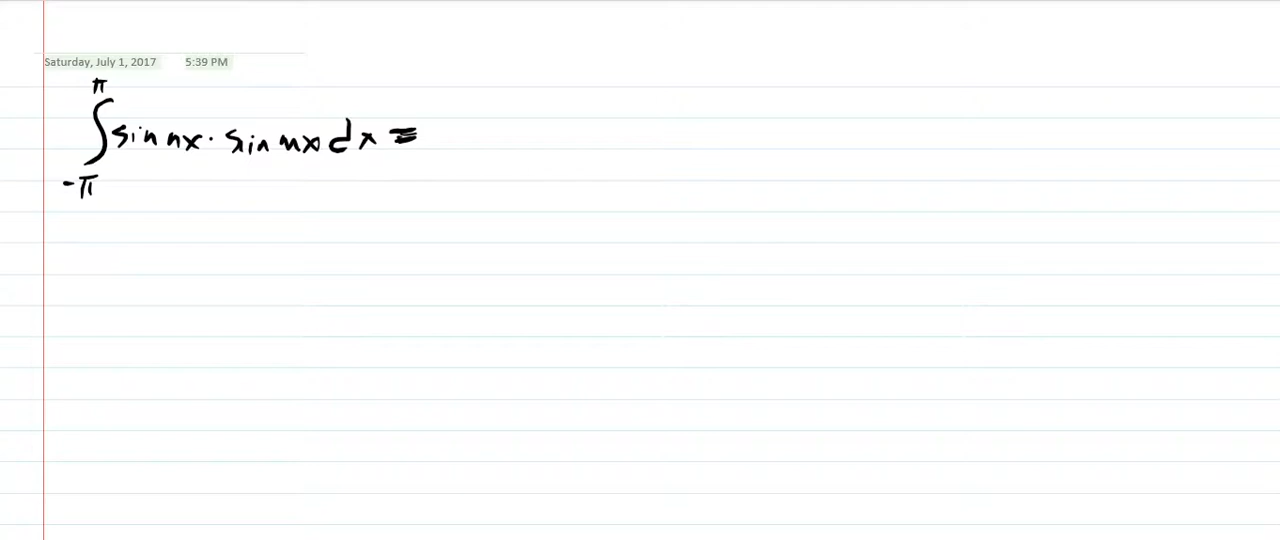 Saturday, July 1, 2017 5:39 PM
π
∫sin nx · sin mx dx =
-π